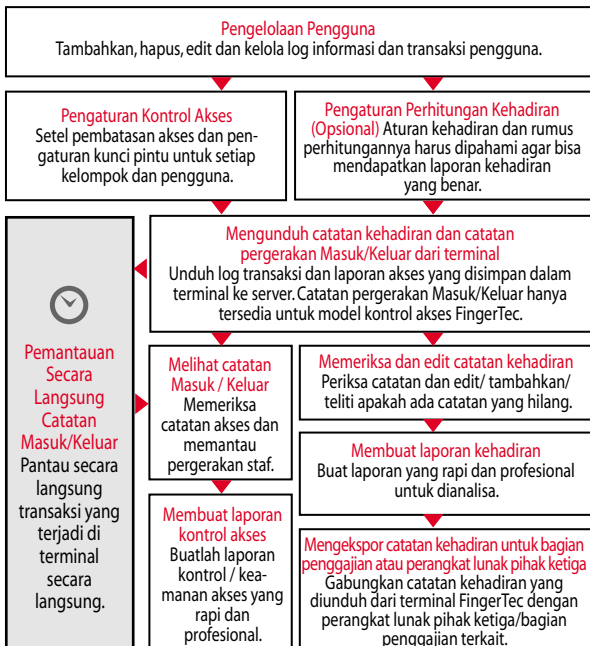 Pengelolaan Pengguna
Tambahkan, hapus, edit dan kelola log informasi dan transaksi pengguna.
Pengaturan Kontrol Akses
Setel pembatasan akses dan pen-
gaturan kunci pintu untuk setiap
kelompok dan pengguna.
Pengaturan Perhitungan Kehadiran
(Opsional) Aturan kehadiran dan rumus
perhitungannya harus dipahami agar bisa
mendapatkan laporan kehadiran
yang benar.
Mengunduh catatan kehadiran dan catatan
pergerakan Masuk/Keluar dari terminal
Unduh log transaksi dan laporan akses yang disimpan dalam
terminal ke server. Catatan pergerakan Masuk/Keluar hanya
tersedia untuk model kontrol akses FingerTec.
Pemantauan
Secara
Langsung
Catatan
Masuk/Keluar
Pantau secara
langsung
transaksi yang
terjadi di
terminal
secara
langsung.
Melihat catatan
Masuk / Keluar
Memeriksa
catatan akses dan
memantau
pergerakan staf.
Membuat laporan
kontrol akses
Buatlah laporan
kontrol / kea-
manan akses yang
rapi dan
profesional.
Memeriksa dan edit catatan kehadiran
Periksa catatan dan edit/ tambahkan/
teliti apakah ada catatan yang hilang.
Membuat laporan kehadiran
Buat laporan yang rapi dan profesional
untuk dianalisa.
Mengekspor catatan kehadiran untuk bagian
penggajian atau perangkat lunak pihak ketiga
Gabungkan catatan kehadiran yang
diunduh dari terminal FingerTec dengan
perangkat lunak pihak ketiga/bagian
penggajian terkait.